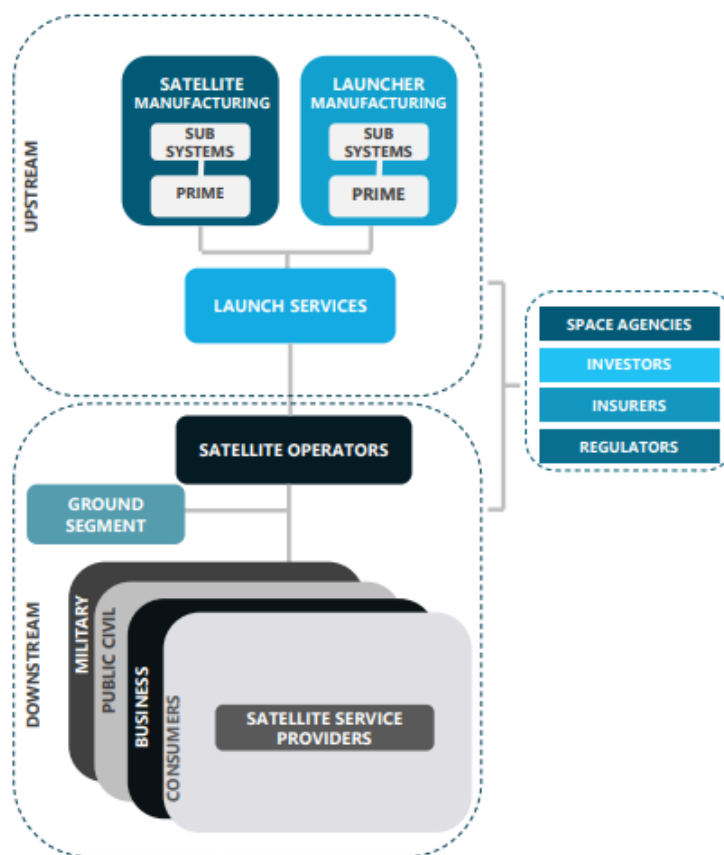 UPSTREAM
SATELLITE
MANUFACTURING
SUB
SYSTEMS
PRIME
LAUNCHER
MANUFACTURING
SUB
SYSTEMS
PRIME
LAUNCH SERVICES
SPACE AGENCIES
INVESTORS
INSURERS
REGULATORS
DOWNSTREAM
SATELLITE OPERATORS
GROUND
SEGMENT
MILITARY
PUBLIC CIVIL
BUSINESS
CONSUMERS
SATELLITE SERVICE
PROVIDERS